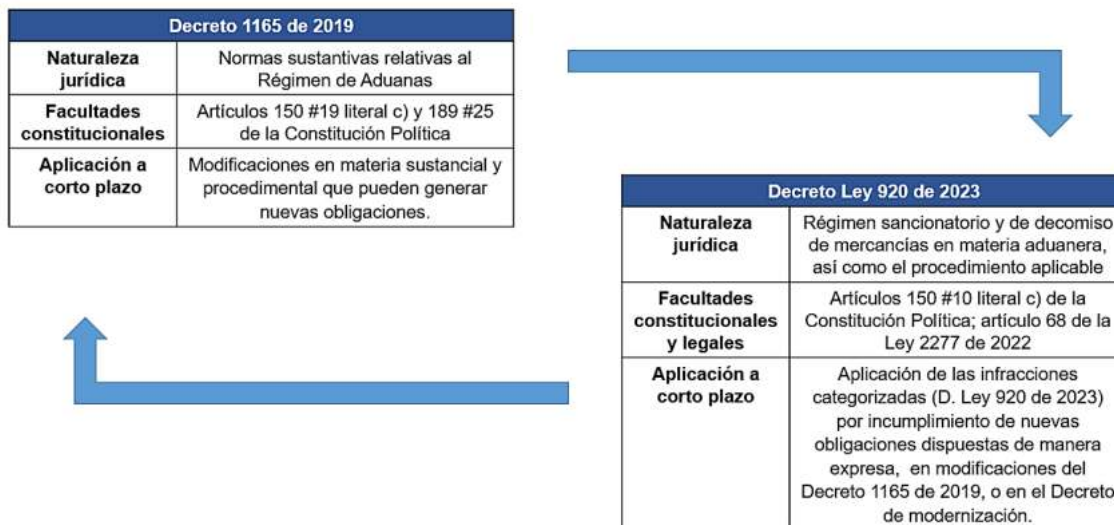 Decreto 1165 de 2019
Naturaleza jurídica
Normas sustantivas relativas al
Régimen de Aduanas
Facultades constitucionales
Artículos 150 #19 literal c) y 189 #25
de la Constitución Política
Aplicación a corto plazo
Modificaciones en materia sustancial y
procedimental que pueden generar
nuevas obligaciones.
Decreto Ley 920 de 2023
Naturaleza jurídica
Régimen sancionatorio y de decomiso
de mercancías en materia aduanera,
así como el procedimiento aplicable
Facultades constitucionales y legales
Artículos 150 #10 literal c) de la
Constitución Política; artículo 68 de la
Ley 2277 de 2022
Aplicación a corto plazo
Aplicación de las infracciones
categorizadas (D. Ley 920 de 2023)
por incumplimiento de nuevas
obligaciones dispuestas de manera
expresa, en modificaciones del
Decreto 1165 de 2019, o en el Decreto
de modernización.